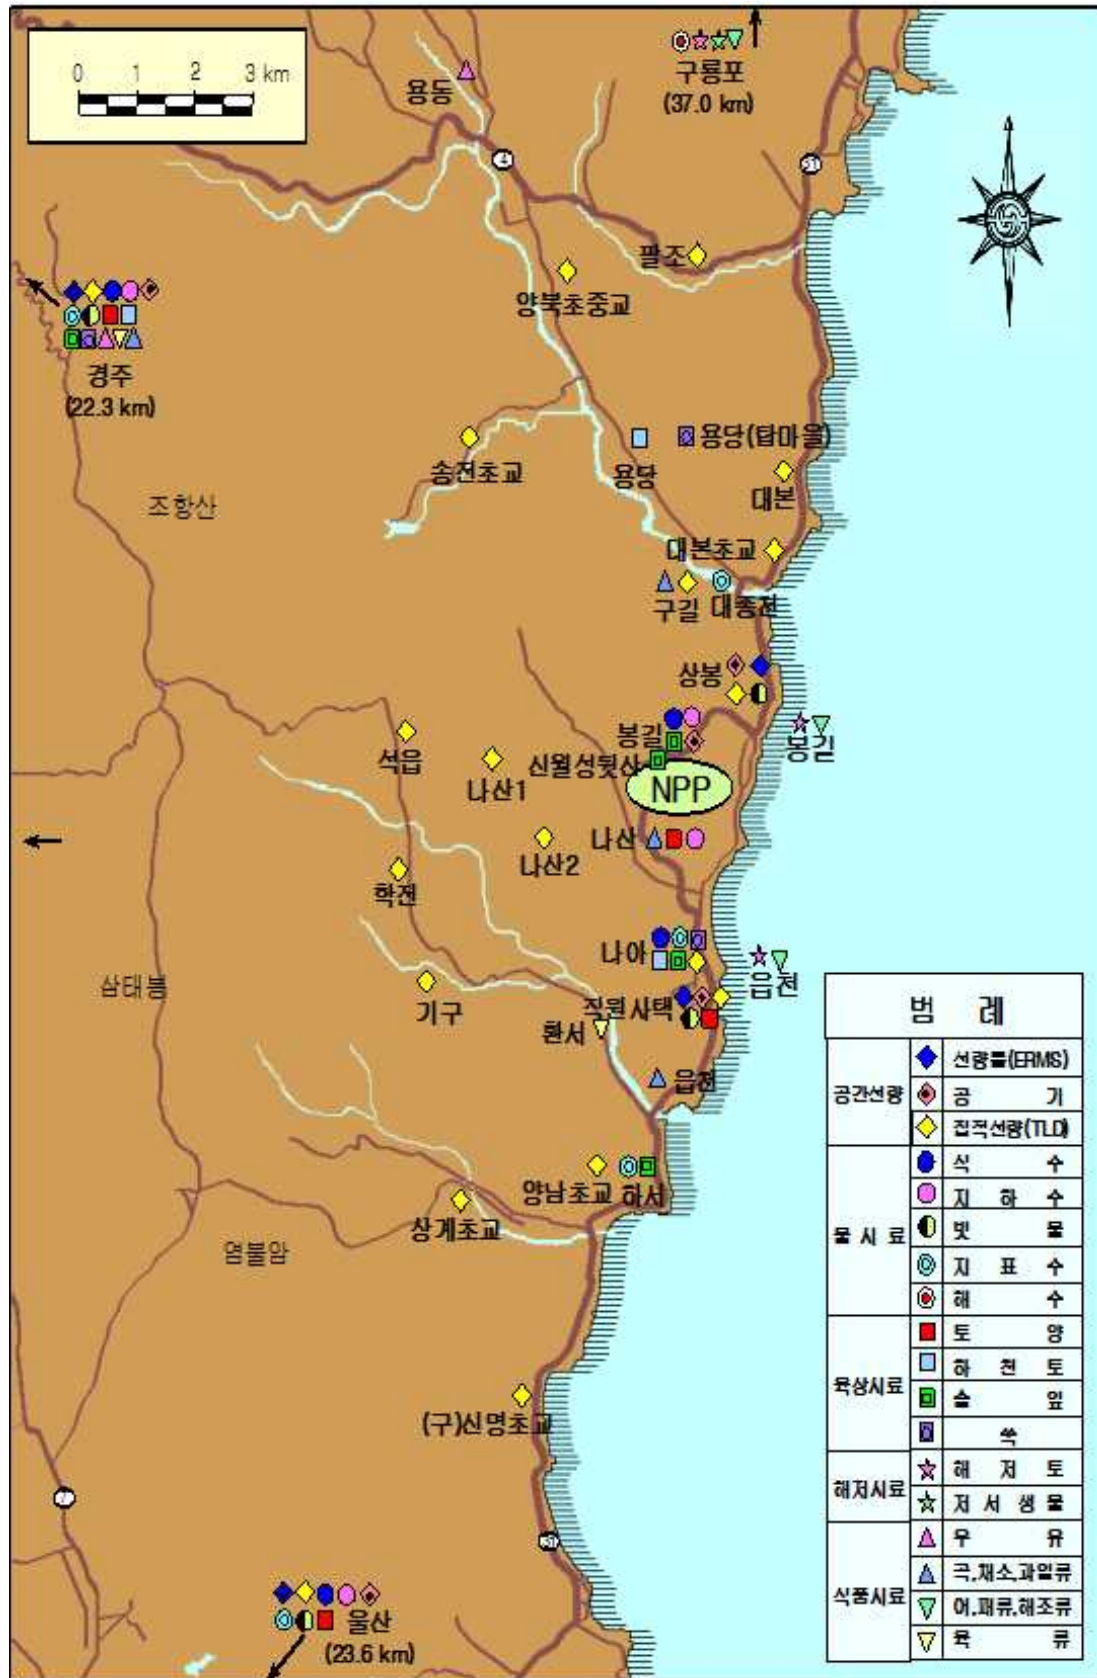 0 1 2 3 km
용동
구룡포
(37.0 km)
4
31
팔조
양북초중교
경주
(22.3 km)
송전초교
용당
용당(탑마을)
대본
조항산
대본초교
구길
대종천
상봉
봉길
봉길
신월성뒷산
NPP
석읍
나산1
나산
나산2
학전
나아
읍천
삼태봉
기구
직원사택
환서
읍천
양남초교
하서
상계초교
염불암
(구)신명초교
7
31
울산
(23.6 km)
범 례
공간선량
선량률(ERMS)
공 기
집적선량(TLD)
물 시 료
식 수
지 하 수
빗 물
지 표 수
해 수
육상시료
토 양
하 천 토
솔 잎
쑥
해저시료
해 저 토
저 서 생 물
식품시료
우 유
곡,채소,과일류
어,패류,해조류
육 류